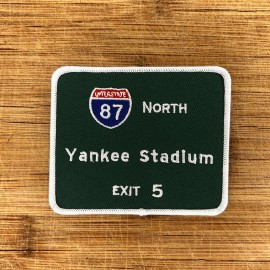 INTERSTATE
87 NORTH
Yankee Stadium
EXIT 5